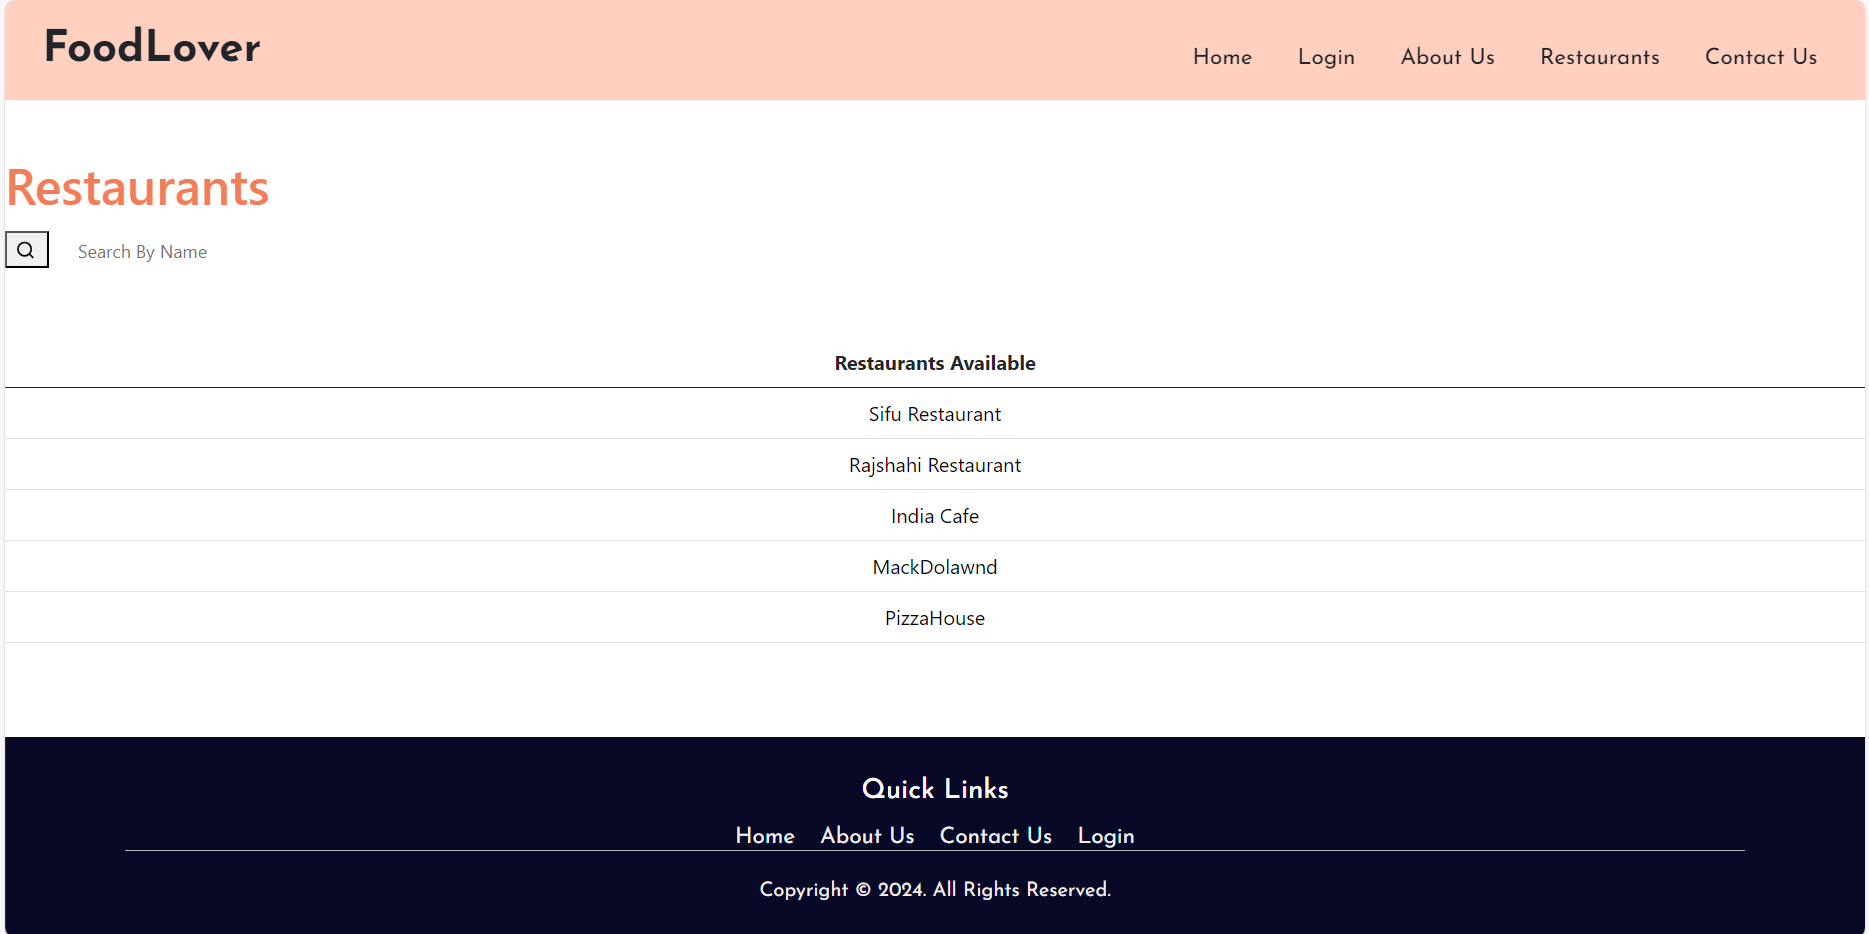 FoodLover
Home Login About Us Restaurants Contact Us
Restaurants
Search By Name
Restaurants Available
Sifu Restaurant
Rajshahi Restaurant
India Cafe
MackDolawnd
PizzaHouse
Quick Links
Home About Us Contact Us Login
Copyright © 2024. All Rights Reserved.